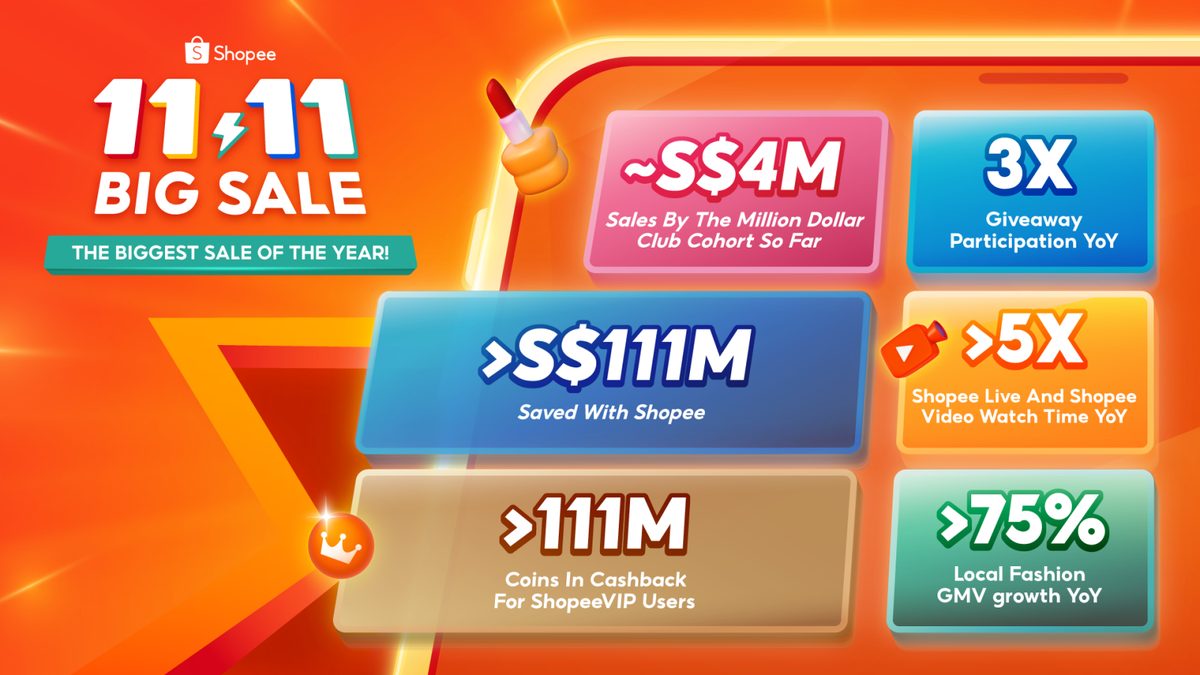 Shopee
11 11
BIG SALE
THE BIGGEST SALE OF THE YEAR!
~S$4M
Sales By The Million Dollar
Club Cohort So Far
3X
Giveaway
Participation YoY
>S$111M
Saved With Shopee
>5X
Shopee Live And Shopee
Video Watch Time YoY
>111M
Coins In Cashback
For ShopeeVIP Users
>75%
Local Fashion
GMV growth YoY